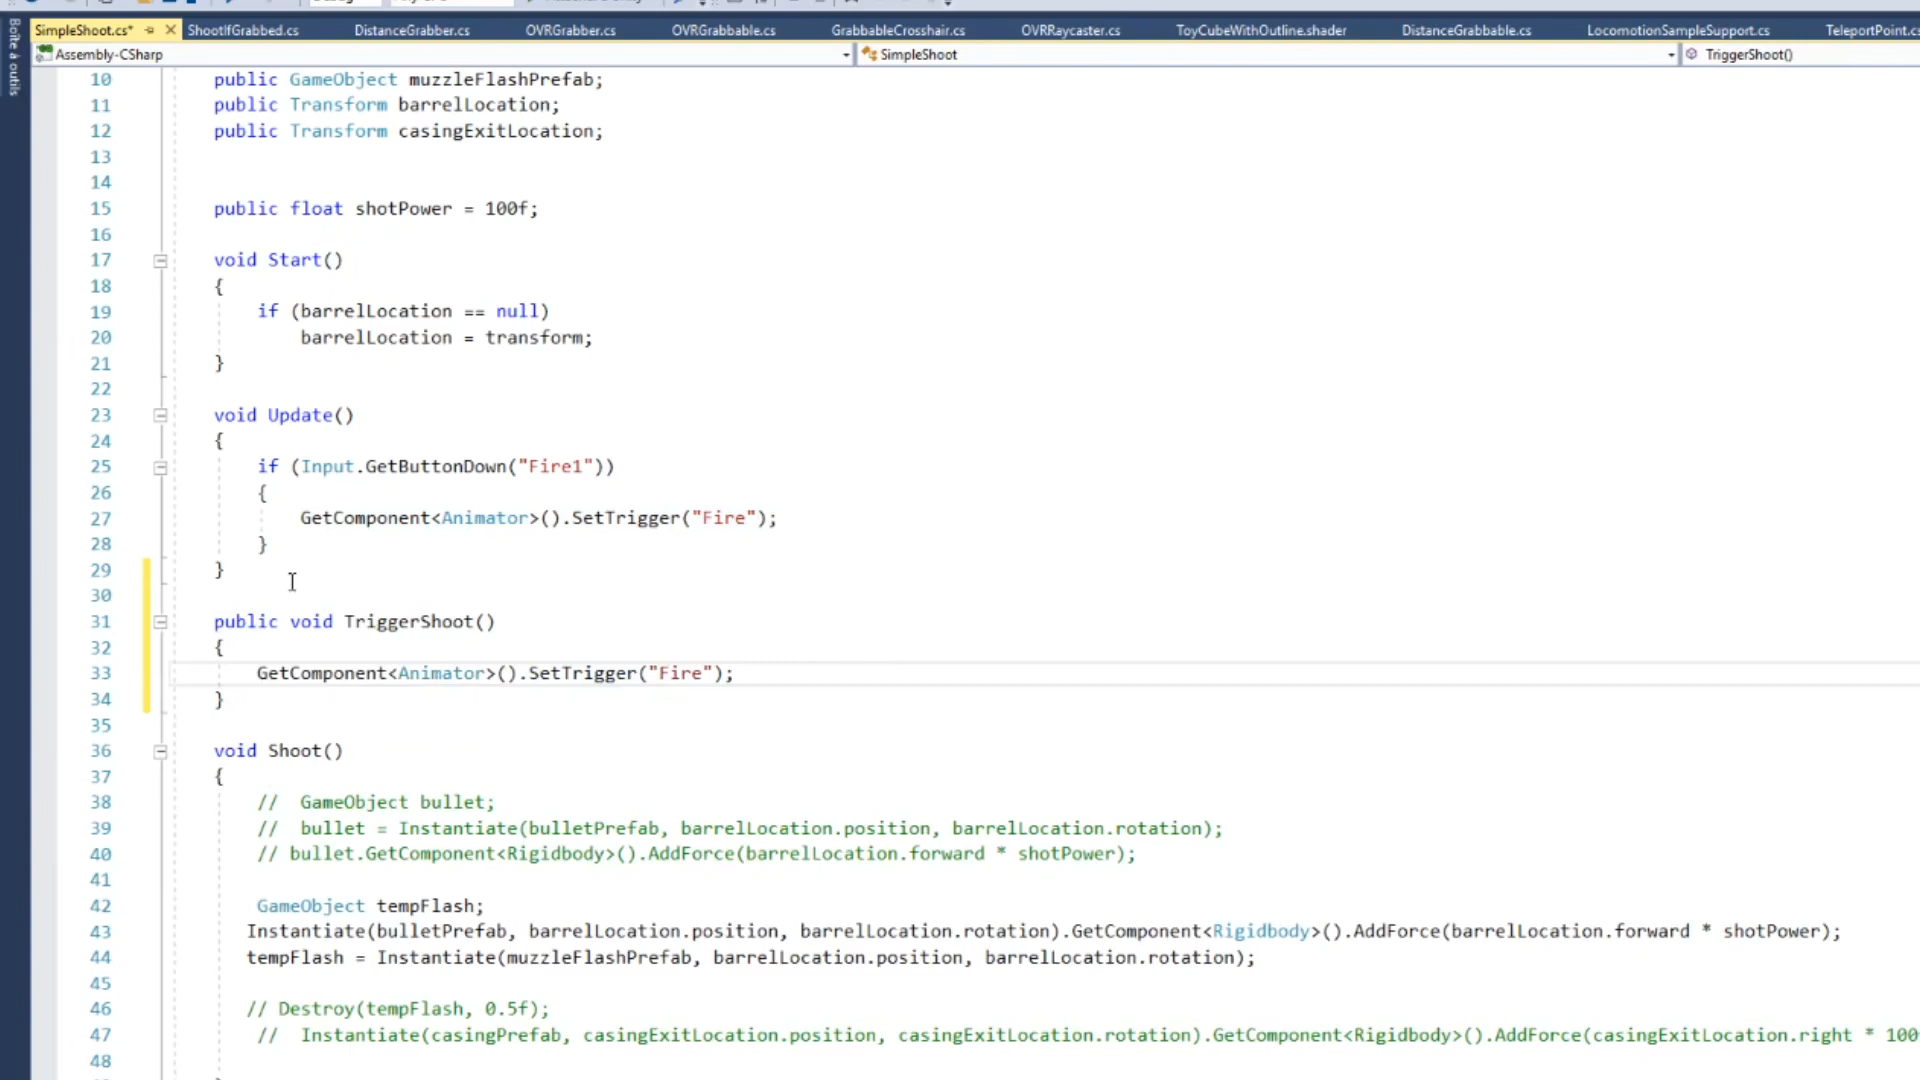 Boîte à outils
SimpleShoot.cs* ShootIfGrabbed.cs DistanceGrabber.cs OVRGrabber.cs OVRGrabbable.cs GrabbableCrosshair.cs OVRRaycaster.cs ToyCubeWithOutline.shader DistanceGrabbable.cs LocomotionSampleSupport.cs TeleportPoint.cs
Assembly-CSharp SimpleShoot TriggerShoot()
10 public GameObject muzzleFlashPrefab;
11 public Transform barrelLocation;
12 public Transform casingExitLocation;
13
14
15 public float shotPower = 100f;
16
17 void Start()
18 {
19 if (barrelLocation == null)
20 barrelLocation = transform;
21 }
22
23 void Update()
24 {
25 if (Input.GetButtonDown("Fire1"))
26 {
27 GetComponent<Animator>().SetTrigger("Fire");
28 }
29 }
30
31 public void TriggerShoot()
32 {
33 GetComponent<Animator>().SetTrigger("Fire");
34 }
35
36 void Shoot()
37 {
38 // GameObject bullet;
39 // bullet = Instantiate(bulletPrefab, barrelLocation.position, barrelLocation.rotation);
40 // bullet.GetComponent<Rigidbody>().AddForce(barrelLocation.forward * shotPower);
41
42 GameObject tempFlash;
43 Instantiate(bulletPrefab, barrelLocation.position, barrelLocation.rotation).GetComponent<Rigidbody>().AddForce(barrelLocation.forward * shotPower);
44 tempFlash = Instantiate(muzzleFlashPrefab, barrelLocation.position, barrelLocation.rotation);
45
46 // Destroy(tempFlash, 0.5f);
47 // Instantiate(casingPrefab, casingExitLocation.position, casingExitLocation.rotation).GetComponent<Rigidbody>().AddForce(casingExitLocation.right * 100
48